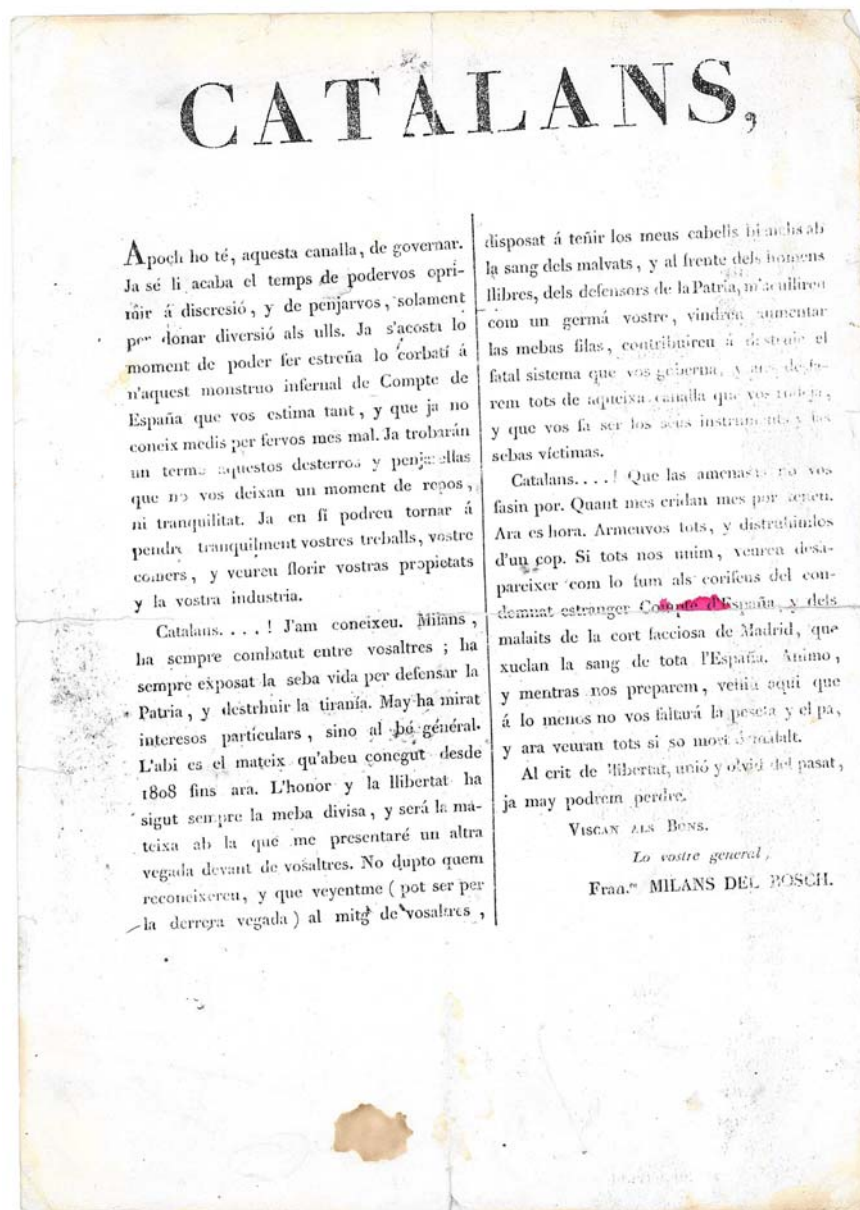 CATALANS,
Apoch ho té, aquesta canalla, de governar.
Ja sé li acaba el temps de podervos opri-
mir á discresió, y de penjarvos, solament
per donar diversió als ulls. Ja s'acosta lo
moment de poder fer estreña lo corbatí á
n'aquest monstruo infernal de Compte de
España que vos estima tant, y que ja no
coneix medis per fervos mes mal. Ja trobarán
un terme aquestos desterros y penjarellas
que no vos deixan un moment de repos,
ni tranquilitat. Ja en fi podreu tornar á
pendre tranquilment vostres treballs, vostre
comers, y veureu florir vostras propietats
y la vostra industria.
Catalans....! J'am coneixeu. Milans,
ha sempre combatut entre vosaltres; ha
sempre exposat la seba vida per defensar la
Patria, y destrhuir la tiranía. May ha mirat
interesos particulars, sino al bé général.
L'abi es el mateix qu'abeu conegut desde
1808 fins ara. L'honor y la llibertat ha
sigut sempre la meba divisa, y será la ma-
teixa ab la que me presentaré un altra
vegada devant de vosaltres. No dupto quem
reconeixereu, y que veyentme (pot ser per
la derrera vegada) al mitg de vosaltres,
disposat á teñir los meus cabells blanchs ab
la sang dels malvats, y al frente dels homens
llibres, dels defensors de la Patria, m'acullireu
com un germá vostre, vindreu aumentar
las mebas filas, contribuireu á destruir el
fatal sistema que vos goberna, y ans desfa-
rem tots de aqueixa canalla que vos rodeja,
y que vos fa ser los seus instruments y las
sebas víctimas.
Catalans....! Que las amenasas no vos
fasin por. Quant mes cridan mes por tenen.
Ara es hora. Armeuvos tots, y distruhimlos
d'un cop. Si tots nos unim, veureu desa-
pareixer com lo fum als corifeus del con-
demnat estranger Compte d'España, y dels
malaits de la cort facciosa de Madrid, que
xuclan la sang de tota l'España. Animo,
y mentras nos preparem, veniu aqui que
á lo menos no vos faltará la peseta y el pa,
y ara veuran tots si so mort ó malalt.
Al crit de llibertat, unió y olvid del pasat,
ja may podrem perdre.
VISCAN ALS BONS.
Lo vostre general,
Fran.co MILANS DEL BOSCH.